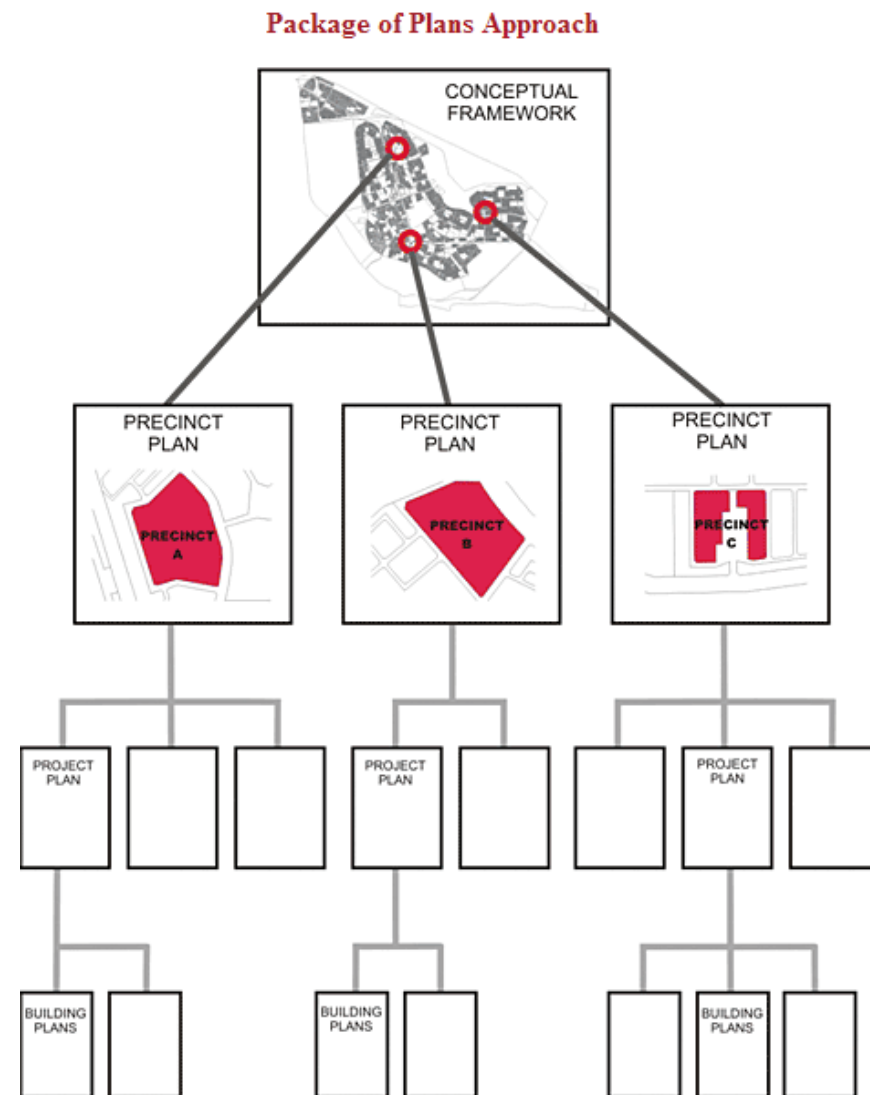 Package of Plans Approach
CONCEPTUAL
FRAMEWORK
PRECINCT
PLAN
PRECINCT
A
PRECINCT
PLAN
PRECINCT
B
PRECINCT
PLAN
PRECINCT
C
PROJECT
PLAN
PROJECT
PLAN
PROJECT
PLAN
BUILDING
PLANS
BUILDING
PLANS
BUILDING
PLANS